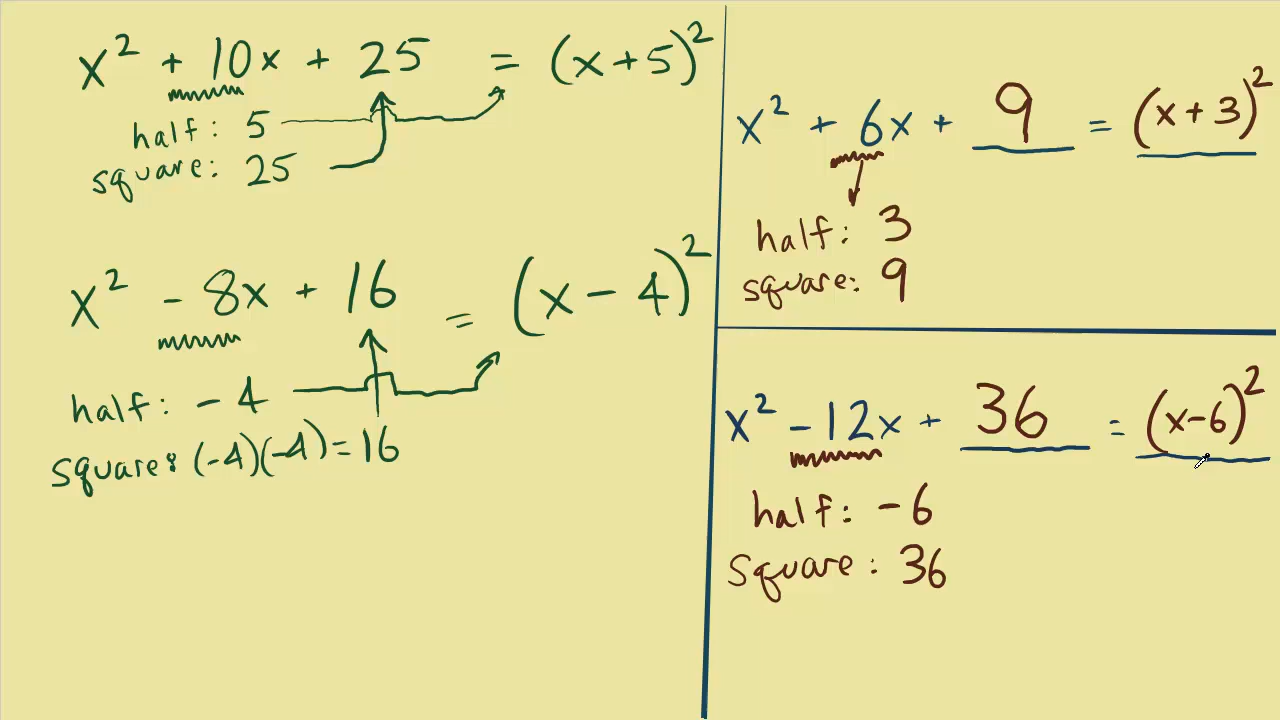 x² + 10x + 25 = (x+5)²
half: 5
square: 25
x² - 8x + 16 = (x - 4)²
half: -4
square: (-4)(-4) = 16
x² + 6x + 9 = (x + 3)²
half: 3
square: 9
x² - 12x + 36 = (x-6)²
half: -6
square: 36